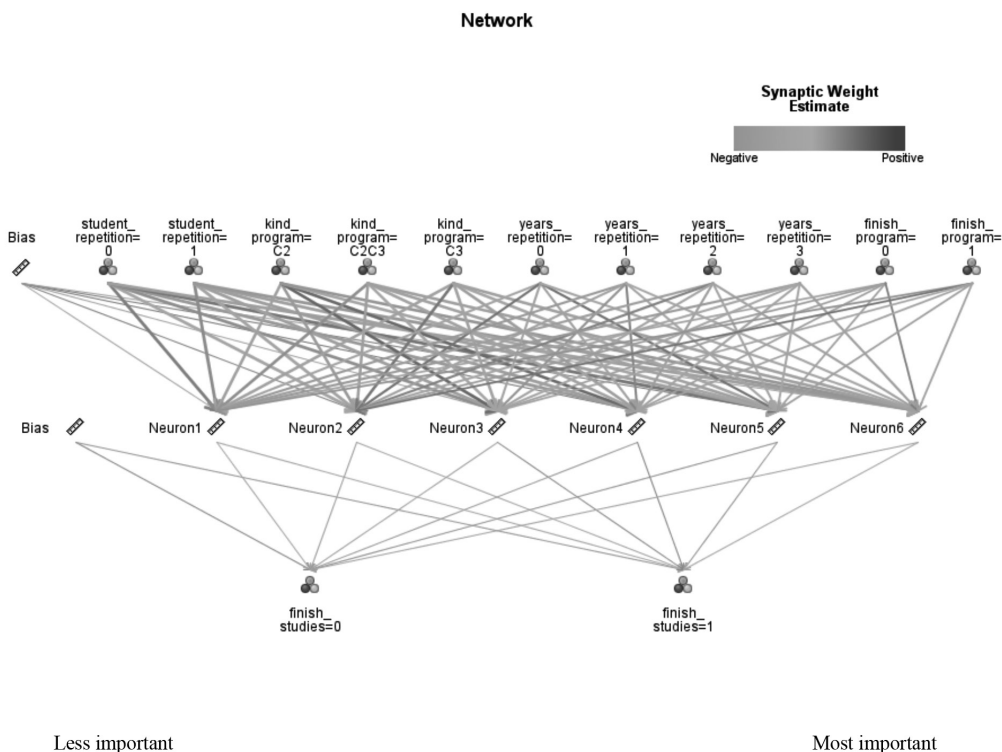 Network
Synaptic Weight
Estimate
Negative Positive
Bias
student_
repetition=
0
student_
repetition=
1
kind_
program=
C2
kind_
program=
C2C3
kind_
program=
C3
years_
repetition=
0
years_
repetition=
1
years_
repetition=
2
years_
repetition=
3
finish_
program=
0
finish_
program=
1
Bias Neuron1 Neuron2 Neuron3 Neuron4 Neuron5 Neuron6
finish_
studies=0
finish_
studies=1
Less important Most important